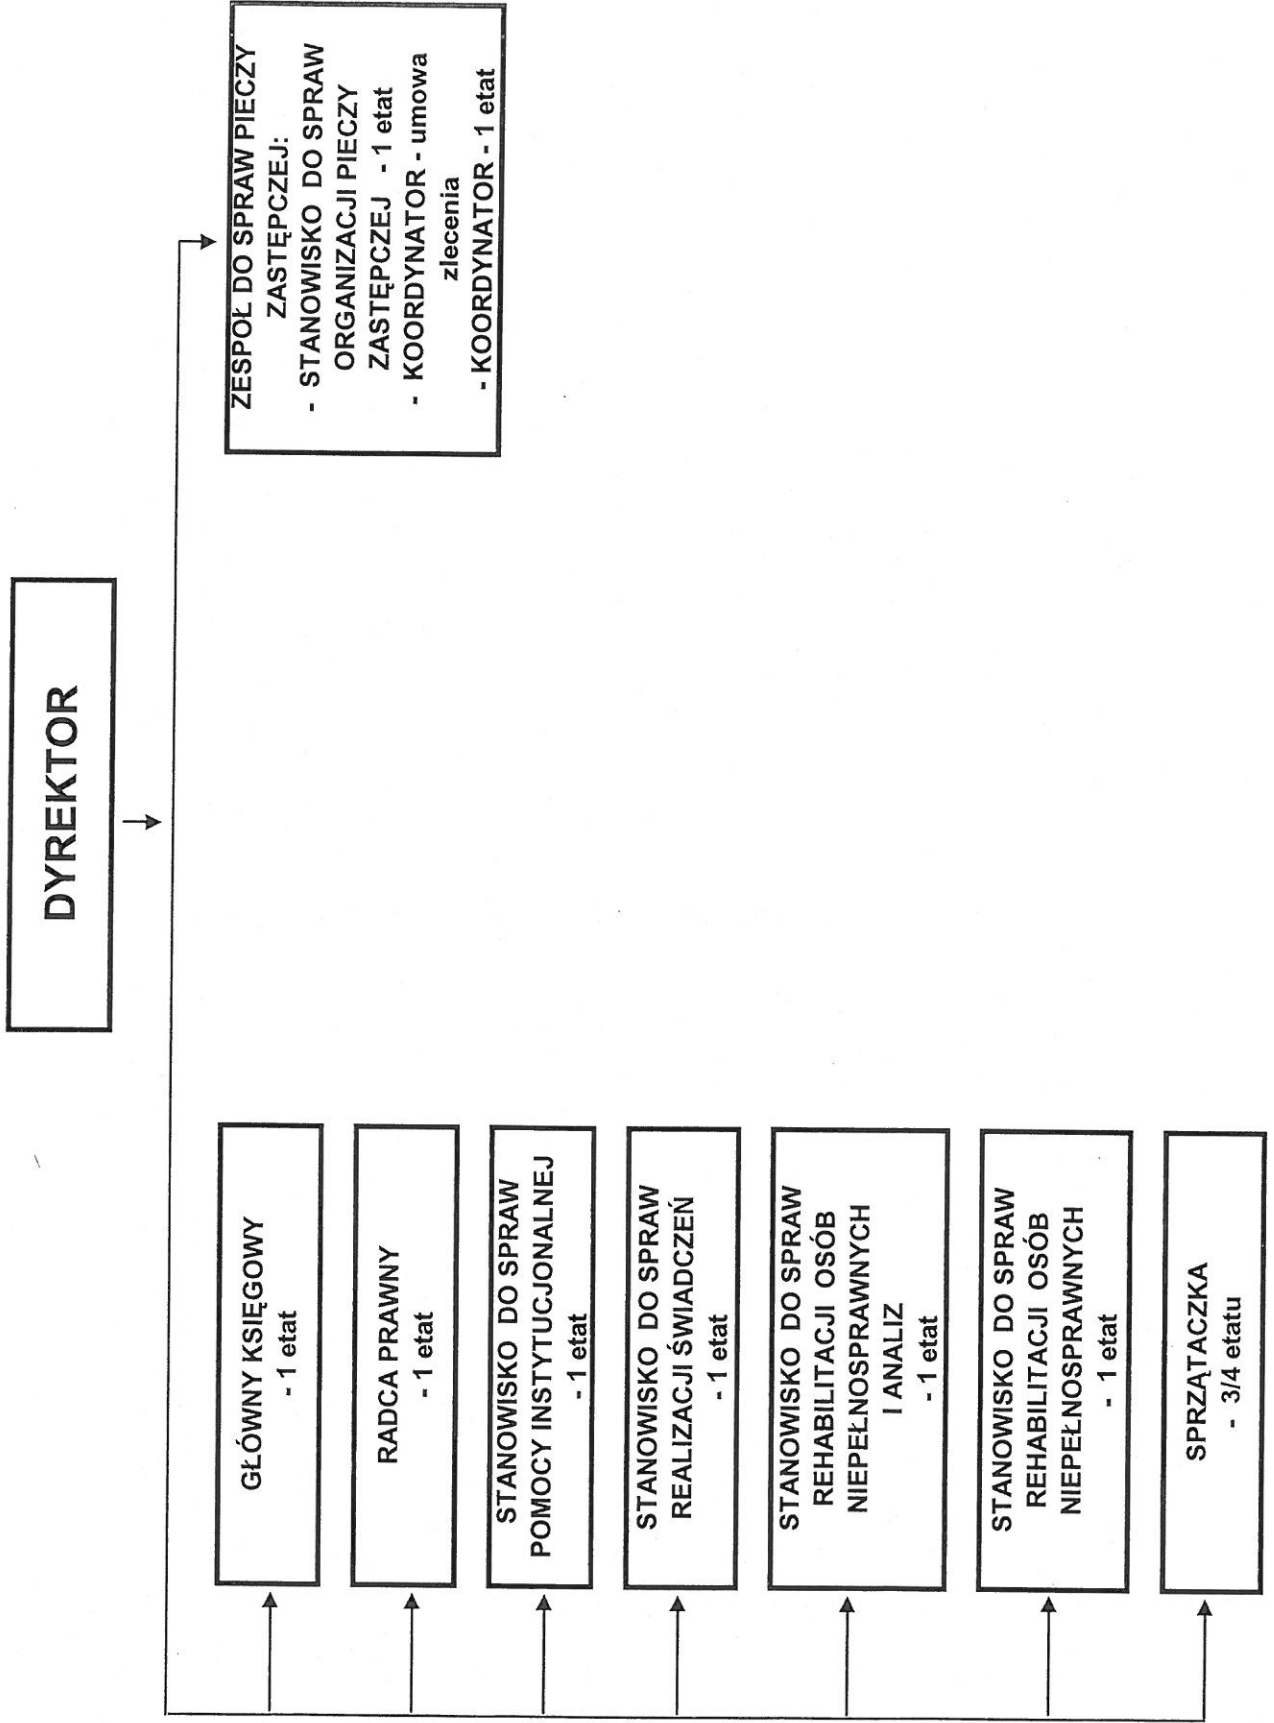 DYREKTOR
GŁÓWNY KSIĘGOWY
- 1 etat
RADCA PRAWNY
- 1 etat
STANOWISKO DO SPRAW
POMOCY INSTYTUCJONALNEJ
- 1 etat
STANOWISKO DO SPRAW
REALIZACJI ŚWIADCZEŃ
- 1 etat
STANOWISKO DO SPRAW
REHABILITACJI OSÓB
NIEPEŁNOSPRAWNYCH
I ANALIZ
- 1 etat
STANOWISKO DO SPRAW
REHABILITACJI OSÓB
NIEPEŁNOSPRAWNYCH
- 1 etat
SPRZĄTACZKA
- 3/4 etatu
ZESPOŁ DO SPRAW PIECZY
ZASTĘPCZEJ:
- STANOWISKO DO SPRAW
ORGANIZACJI PIECZY
ZASTĘPCZEJ - 1 etat
- KOORDYNATOR - umowa
zlecenia
- KOORDYNATOR - 1 etat